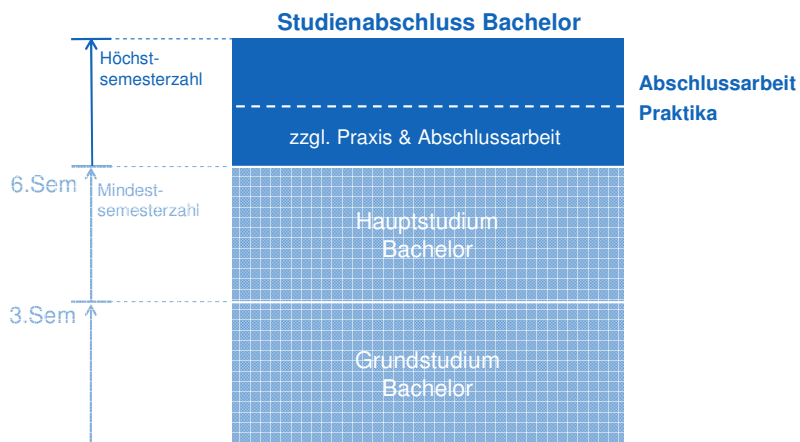 Studienabschluss Bachelor
Höchst-
semesterzahl
Abschlussarbeit
Praktika
zzgl. Praxis & Abschlussarbeit
6.Sem
Mindest-
semesterzahl
Hauptstudium
Bachelor
3.Sem
Grundstudium
Bachelor